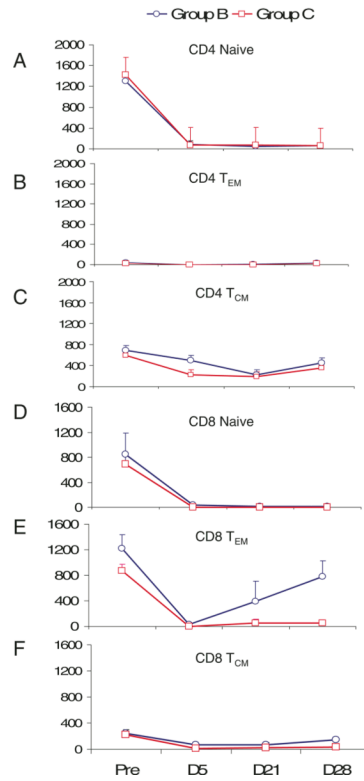 Group B Group C
A
CD4 Naive
2000
1600
1200
800
400
0
B
CD4 TEM
2000
1600
1200
800
400
0
C
CD4 TCM
2000
1600
1200
800
400
0
D
CD8 Naive
1600
1200
800
400
0
E
CD8 TEM
1600
1200
800
400
0
F
CD8 TCM
1600
1200
800
400
0
Pre D5 D21 D28